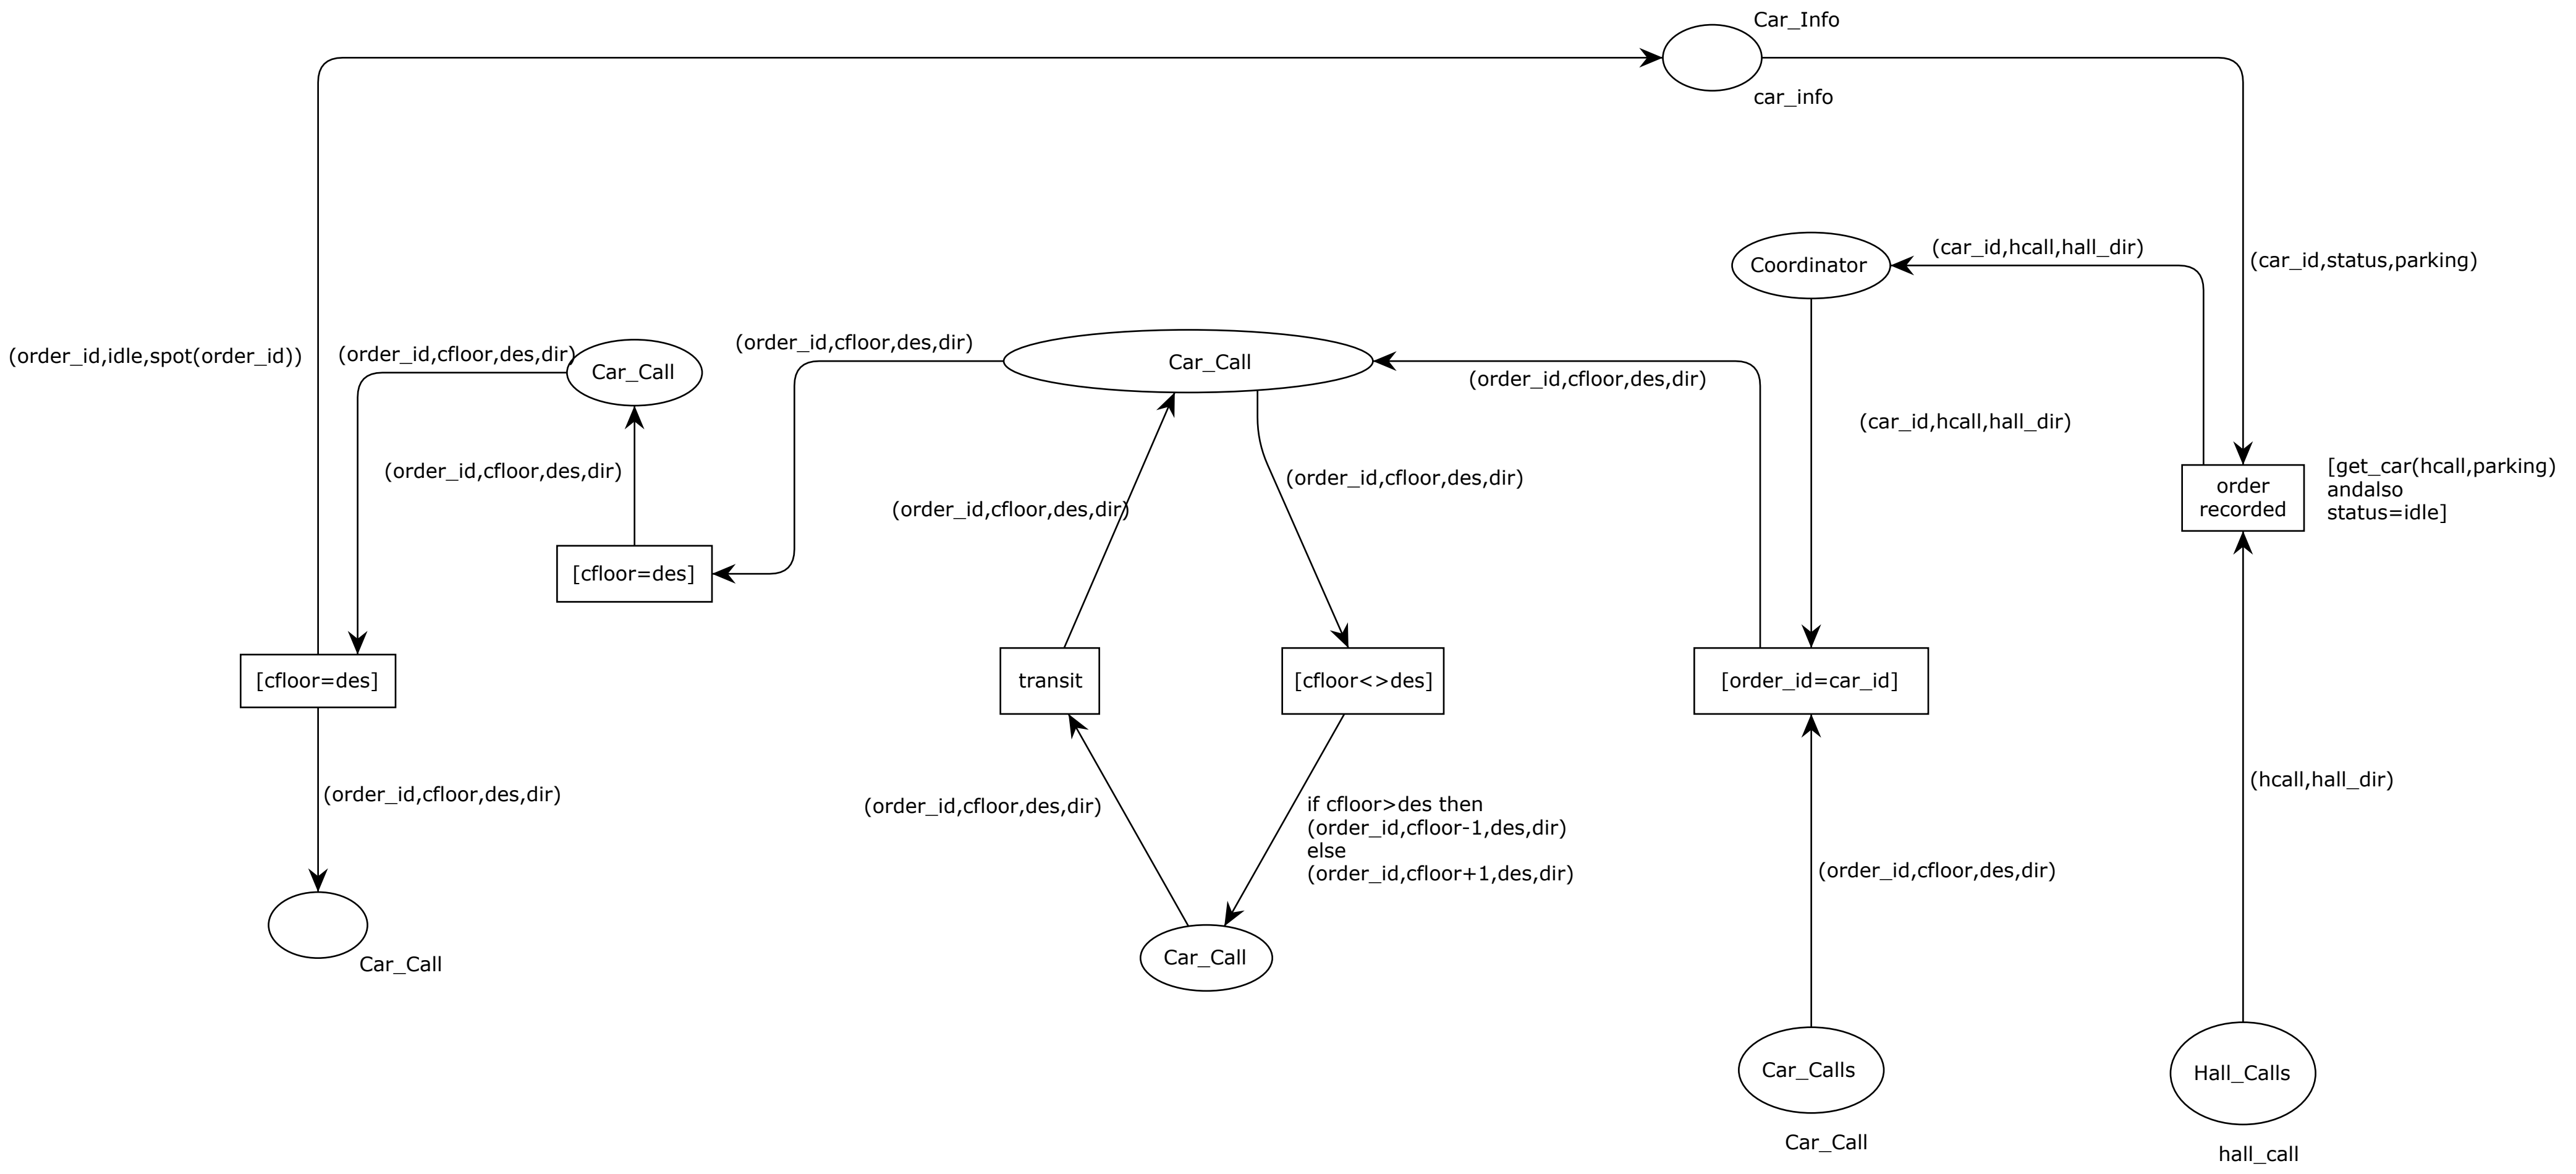 Car_Info
car_info
(car_id,hcall,hall_dir)
Coordinator
(car_id,status,parking)
(order_id,cfloor,des,dir)
(order_id,idle,spot(order_id))
(order_id,cfloor,des,dir)
Car_Call
Car_Call
(order_id,cfloor,des,dir)
(car_id,hcall,hall_dir)
(order_id,cfloor,des,dir)
(order_id,cfloor,des,dir)
(order_id,cfloor,des,dir)
order
recorded
[get_car(hcall,parking)
andalso
status=idle]
[cfloor=des]
[cfloor=des]
transit
[cfloor<>des]
[order_id=car_id]
(order_id,cfloor,des,dir)
(order_id,cfloor,des,dir)
if cfloor>des then
(order_id,cfloor-1,des,dir)
else
(order_id,cfloor+1,des,dir)
(hcall,hall_dir)
(order_id,cfloor,des,dir)
Car_Call
Car_Call
Car_Calls
Hall_Calls
Car_Call
hall_call